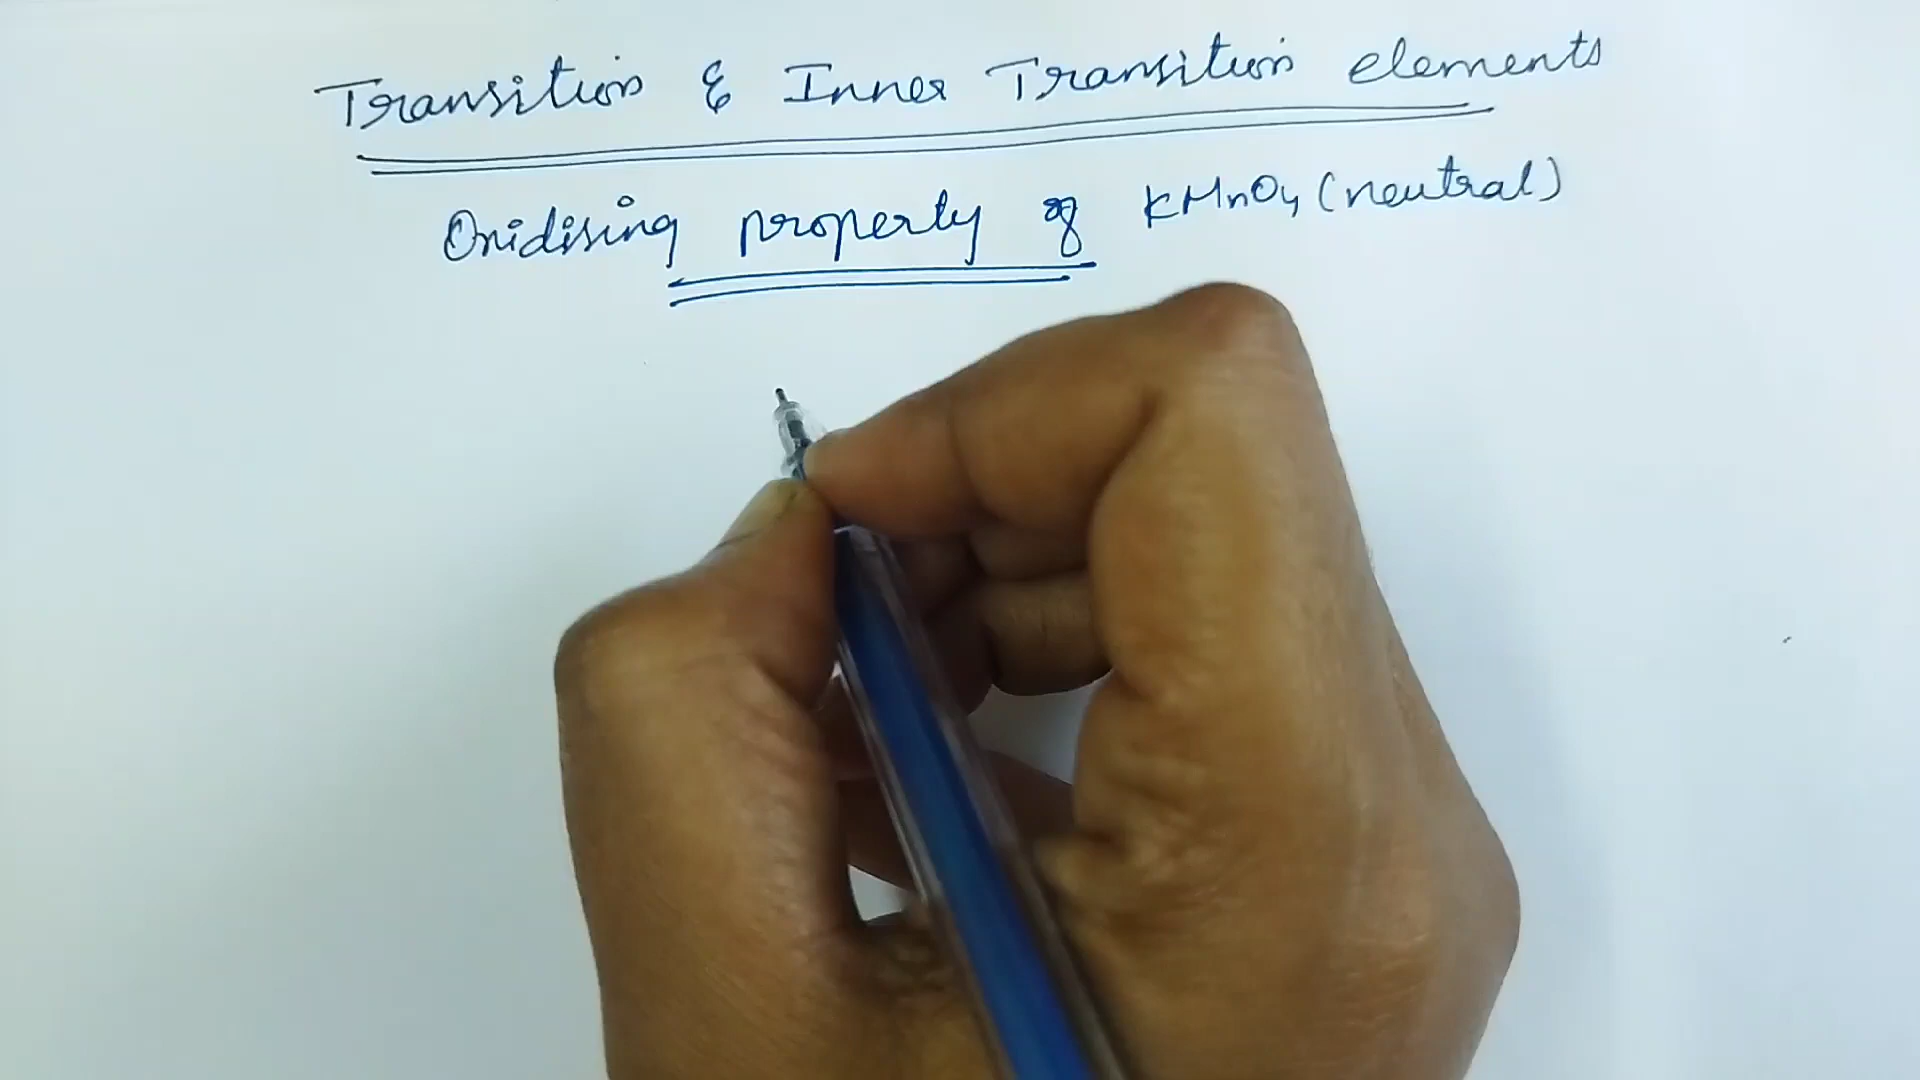 Transition & Inner Transition elements
Oxidising property of KMnO4 (neutral)